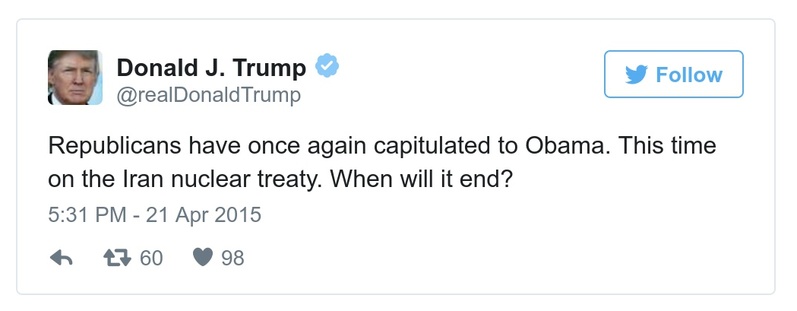 Donald J. Trump
@realDonaldTrump
Follow
Republicans have once again capitulated to Obama. This time
on the Iran nuclear treaty. When will it end?
5:31 PM - 21 Apr 2015
60 98